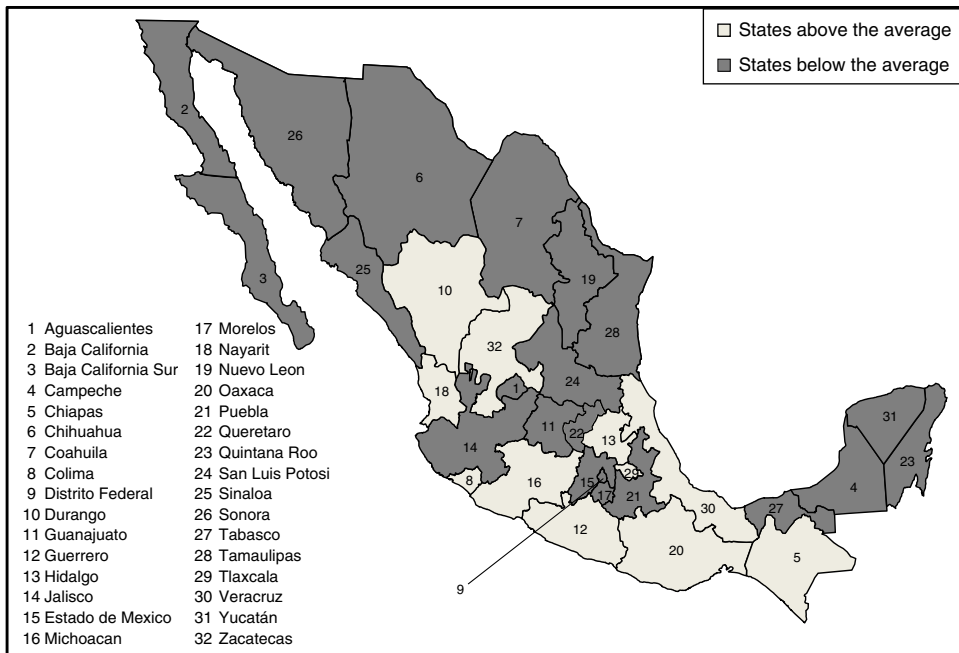 States above the average
States below the average
2
26
6
7
3
25
19
10
28
32
1
24
18
31
11
22
13
23
14
29
8
16
15
4
17
21
27
30
12
20
5
9
1 Aguascalientes
2 Baja California
3 Baja California Sur
4 Campeche
5 Chiapas
6 Chihuahua
7 Coahuila
8 Colima
9 Distrito Federal
10 Durango
11 Guanajuato
12 Guerrero
13 Hidalgo
14 Jalisco
15 Estado de Mexico
16 Michoacan
17 Morelos
18 Nayarit
19 Nuevo Leon
20 Oaxaca
21 Puebla
22 Queretaro
23 Quintana Roo
24 San Luis Potosi
25 Sinaloa
26 Sonora
27 Tabasco
28 Tamaulipas
29 Tlaxcala
30 Veracruz
31 Yucatán
32 Zacatecas